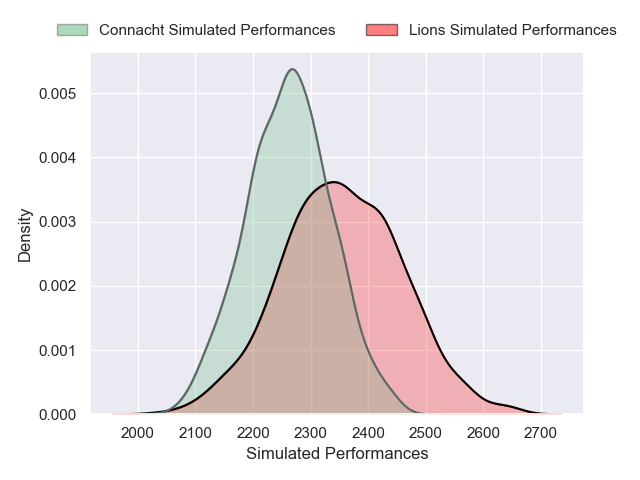 Connacht Simulated Performances Lions Simulated Performances
0.005
0.004
0.003
0.002
0.001
0.000
Density
2000 2100 2200 2300 2400 2500 2600 2700
Simulated Performances